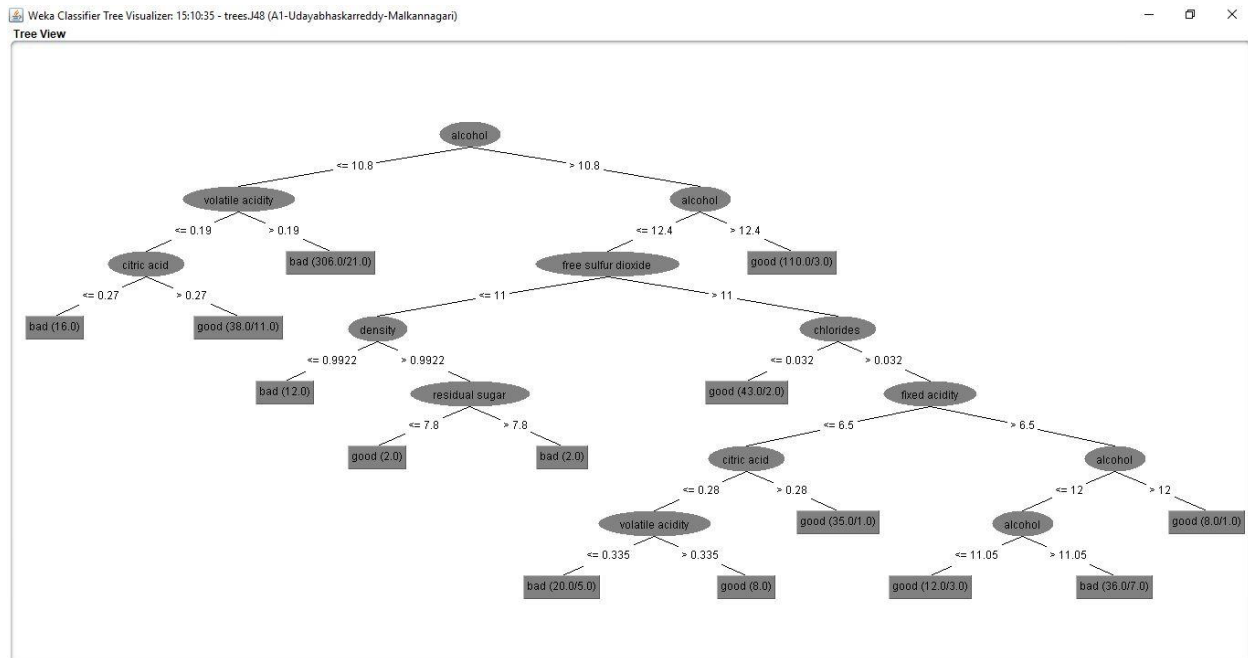 Weka Classifier Tree Visualizer: 15:10:35 - trees.J48 (A1-Udayabhaskarreddy-Malkannagari)
Tree View
alcohol
<= 10.8 > 10.8
volatile acidity alcohol
<= 0.19 > 0.19 <= 12.4 > 12.4
citric acid bad (306.0/21.0) free sulfur dioxide good (110.0/3.0)
<= 0.27 > 0.27 <= 11 > 11
bad (16.0) good (38.0/11.0) density chlorides
<= 0.9922 > 0.9922 <= 0.032 > 0.032
bad (12.0) residual sugar good (43.0/2.0) fixed acidity
<= 7.8 > 7.8 <= 6.5 > 6.5
good (2.0) bad (2.0) citric acid alcohol
<= 0.28 > 0.28 <= 12 > 12
volatile acidity good (35.0/1.0) alcohol good (8.0/1.0)
<= 0.335 > 0.335 <= 11.05 > 11.05
bad (20.0/5.0) good (8.0) good (12.0/3.0) bad (36.0/7.0)